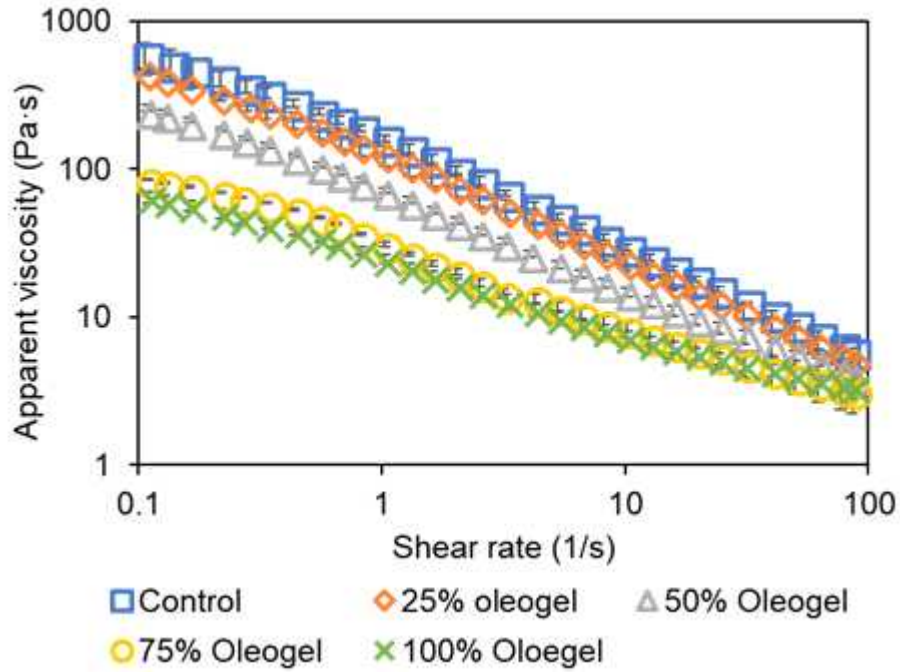 1000
100
10
1
Apparent viscosity (Pa·s)
0.1 1 10 100
Shear rate (1/s)
Control 25% oleogel 50% Oleogel
75% Oleogel 100% Oloegel